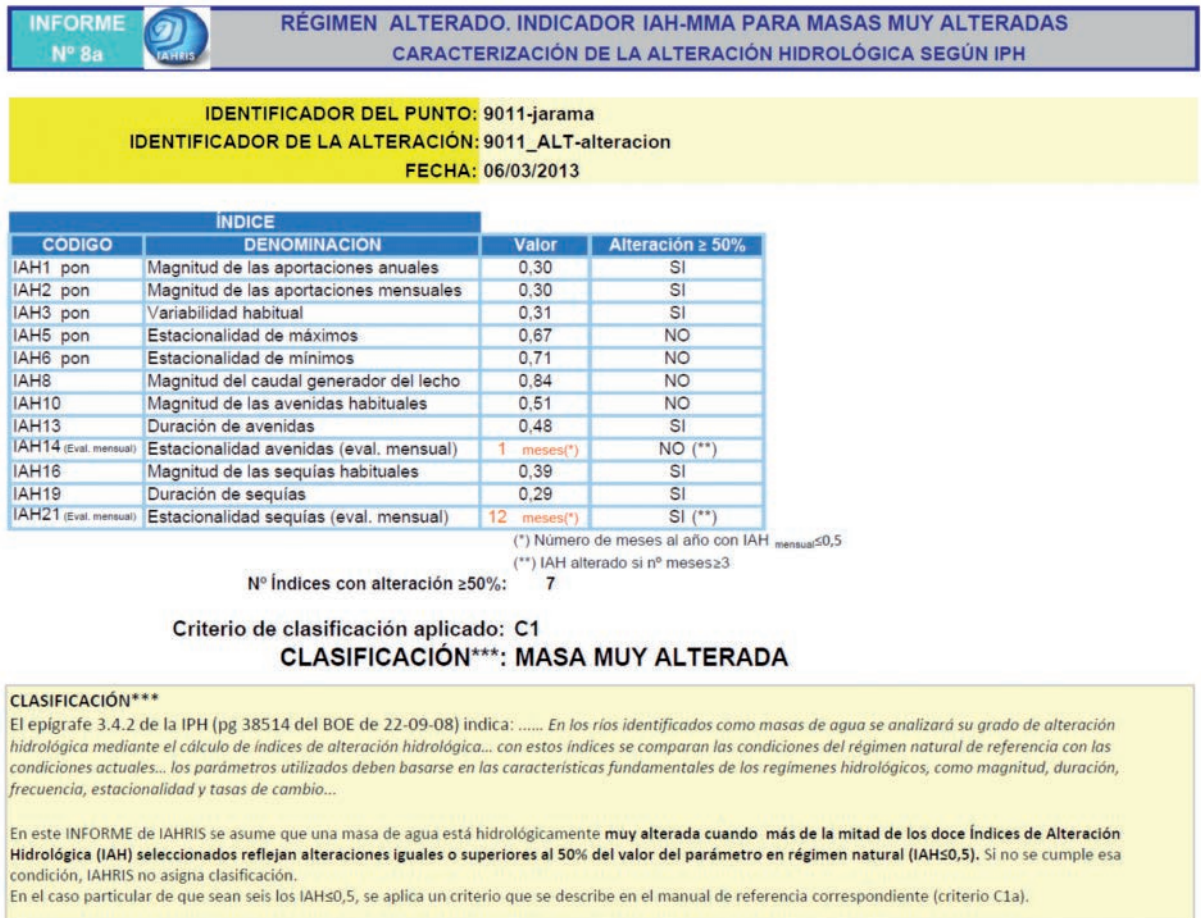 INFORME
Nº 8a
IAHRIS
RÉGIMEN ALTERADO. INDICADOR IAH-MMA PARA MASAS MUY ALTERADAS
CARACTERIZACIÓN DE LA ALTERACIÓN HIDROLÓGICA SEGÚN IPH
IDENTIFICADOR DEL PUNTO: 9011-jarama
IDENTIFICADOR DE LA ALTERACIÓN: 9011_ALT-alteracion
FECHA: 06/03/2013
ÍNDICE
CÓDIGO DENOMINACIÓN Valor Alteración ≥ 50%
IAH1 pon Magnitud de las aportaciones anuales 0,30 SI
IAH2 pon Magnitud de las aportaciones mensuales 0,30 SI
IAH3 pon Variabilidad habitual 0,31 SI
IAH5 pon Estacionalidad de máximos 0,67 NO
IAH6 pon Estacionalidad de mínimos 0,71 NO
IAH8 Magnitud del caudal generador del lecho 0,84 NO
IAH10 Magnitud de las avenidas habituales 0,51 NO
IAH13 Duración de avenidas 0,48 SI
IAH14 (Eval. mensual) Estacionalidad avenidas (eval. mensual) 1 meses(*) NO (**)
IAH16 Magnitud de las sequías habituales 0,39 SI
IAH19 Duración de sequías 0,29 SI
IAH21 (Eval. mensual) Estacionalidad sequías (eval. mensual) 12 meses(*) SI (**)
(*) Número de meses al año con IAH mensual≤0,5
(**) IAH alterado si nº meses≥3
Nº Índices con alteración ≥50%: 7
Criterio de clasificación aplicado: C1
CLASIFICACIÓN***: MASA MUY ALTERADA
CLASIFICACIÓN***
El epígrafe 3.4.2 de la IPH (pg 38514 del BOE de 22-09-08) indica: ...... En los ríos identificados como masas de agua se analizará su grado de alteración
hidrológica mediante el cálculo de índices de alteración hidrológica... con estos índices se comparan las condiciones del régimen natural de referencia con las
condiciones actuales... los parámetros utilizados deben basarse en las características fundamentales de los regímenes hidrológicos, como magnitud, duración,
frecuencia, estacionalidad y tasas de cambio...
En este INFORME de IAHRIS se asume que una masa de agua está hidrológicamente muy alterada cuando más de la mitad de los doce Índices de Alteración
Hidrológica (IAH) seleccionados reflejan alteraciones iguales o superiores al 50% del valor del parámetro en régimen natural (IAH≤0,5). Si no se cumple esa
condición, IAHRIS no asigna clasificación.
En el caso particular de que sean seis los IAH≤0,5, se aplica un criterio que se describe en el manual de referencia correspondiente (criterio C1a).